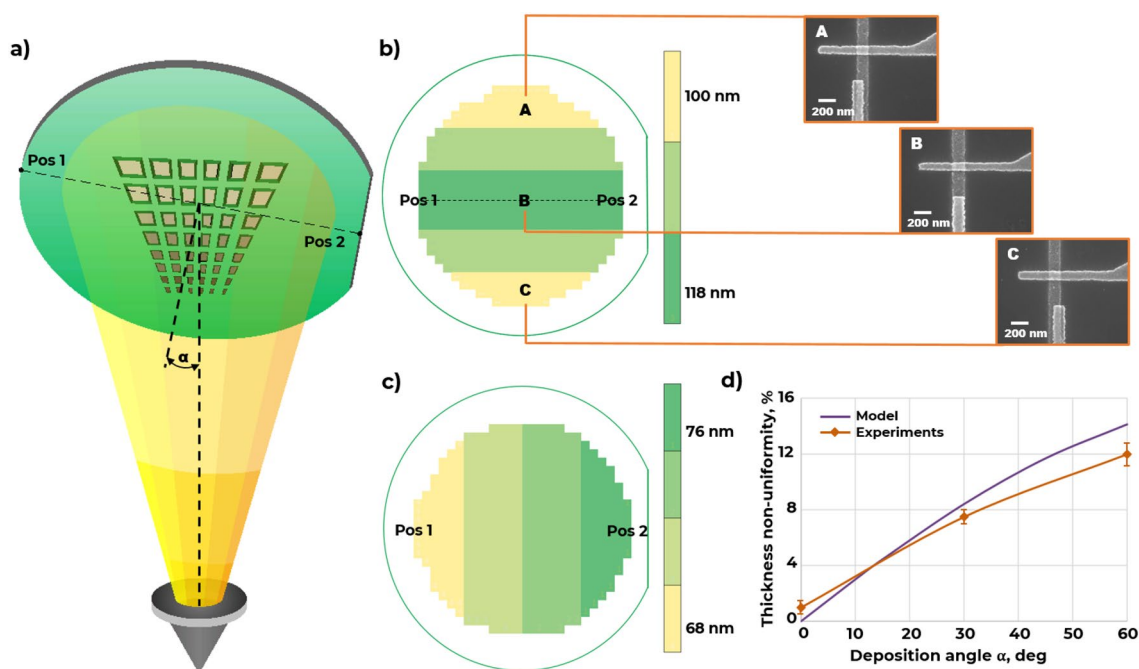 a)
Pos 1
Pos 2
α
b)
A
Pos 1
B
Pos 2
C
100 nm
118 nm
A
200 nm
B
200 nm
C
200 nm
c)
Pos 1
Pos 2
76 nm
68 nm
d)
Thickness non-uniformity, %
16
12
8
4
0
Model
Experiments
0 10 20 30 40 50 60
Deposition angle α, deg